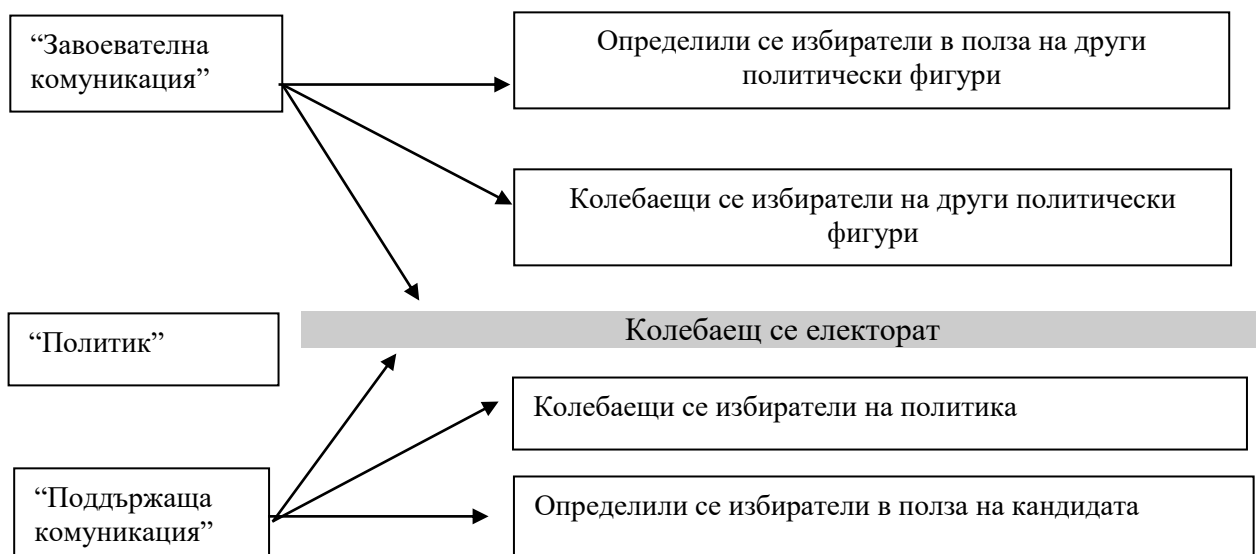 “Завоевателна
комуникация”
Определили се избиратели в полза на други
политически фигури
Колебаещи се избиратели на други политически
фигури
“Политик”
Колебаещ се електорат
Колебаещи се избиратели на политика
“Поддържаща
комуникация”
Определили се избиратели в полза на кандидата